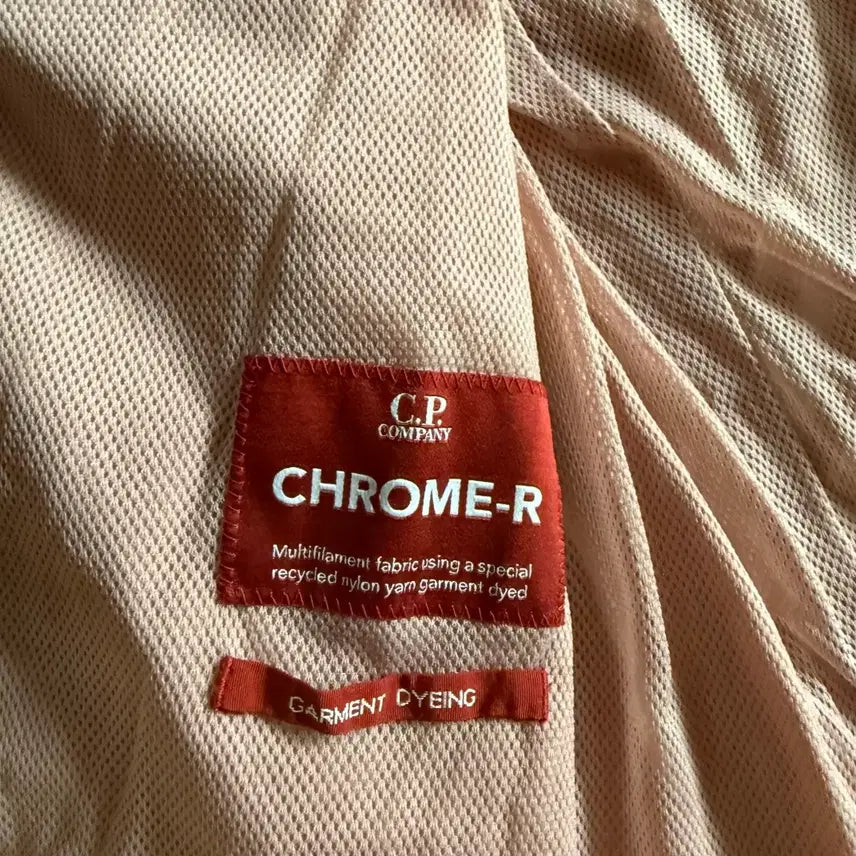 C.P.
COMPANY
CHROME-R
Multifilament fabric using a special
recycled nylon yarn garment dyed
GARMENT DYEING